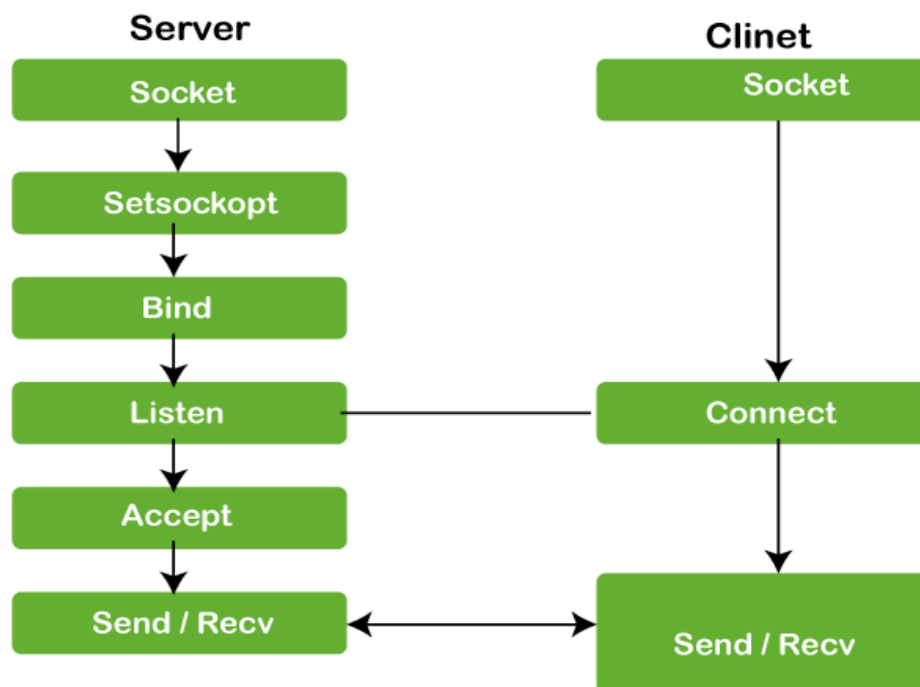 Server
Socket
Setsockopt
Bind
Listen
Accept
Send / Recv
Clinet
Socket
Connect
Send / Recv